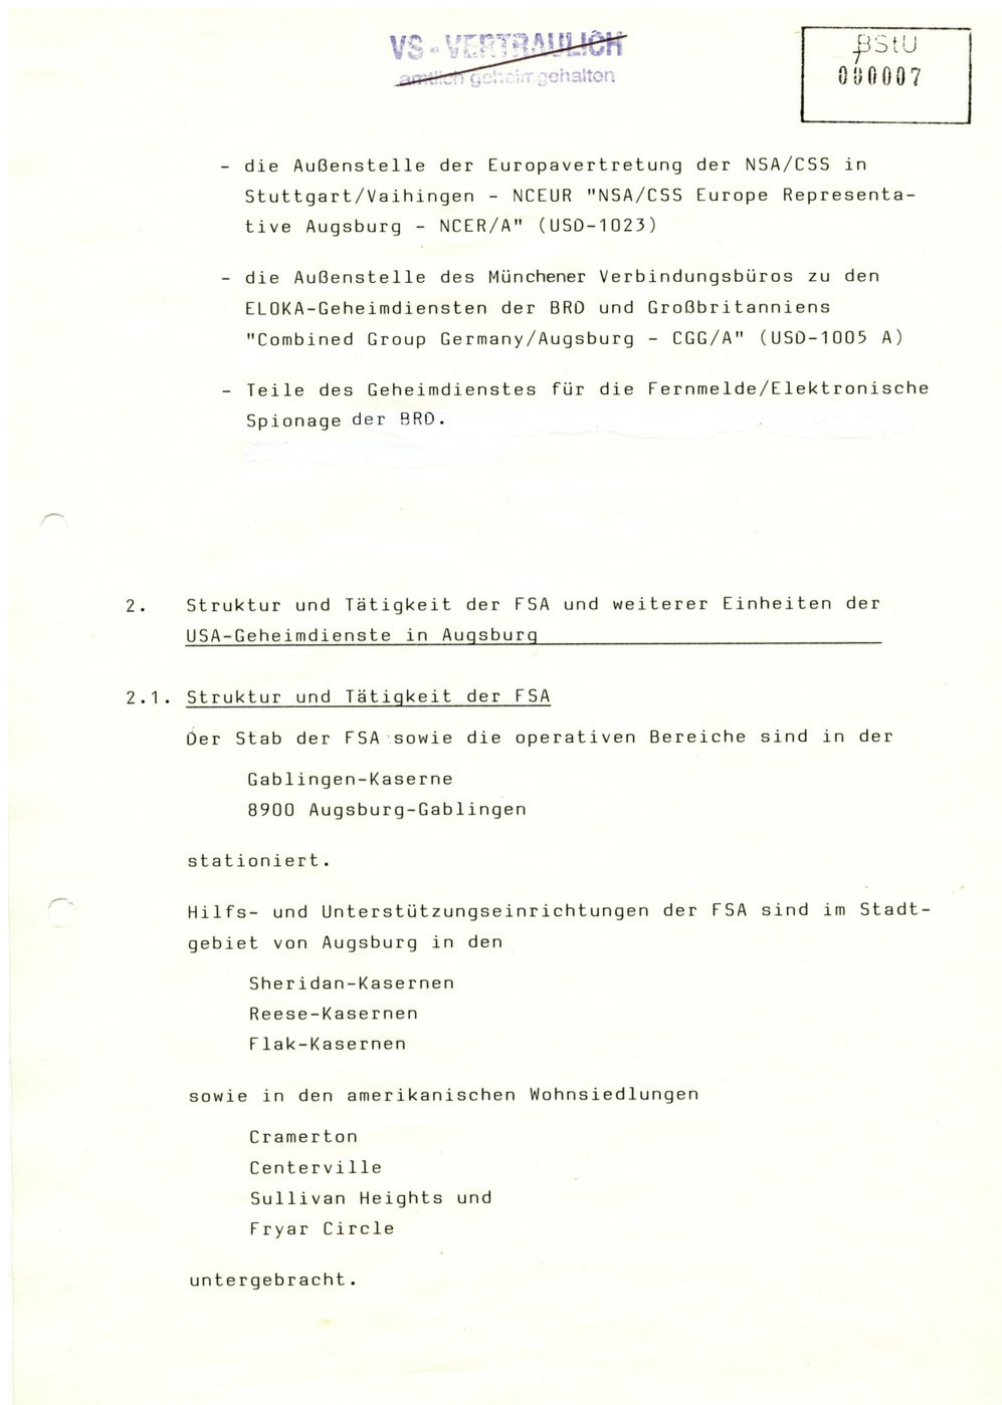 VS-VERTRAULICH
amtlich geheimgehalten
BStU
000007
- die Außenstelle der Europavertretung der NSA/CSS in
Stuttgart/Vaihingen - NCEUR "NSA/CSS Europe Representa-
tive Augsburg - NCER/A" (USD-1023)
- die Außenstelle des Münchener Verbindungsbüros zu den
ELOKA-Geheimdiensten der BRD und Großbritanniens
"Combined Group Germany/Augsburg - CGG/A" (USD-1005 A)
- Teile des Geheimdienstes für die Fernmelde/Elektronische
Spionage der BRD.
2. Struktur und Tätigkeit der FSA und weiterer Einheiten der
USA-Geheimdienste in Augsburg
2.1. Struktur und Tätigkeit der FSA
Der Stab der FSA sowie die operativen Bereiche sind in der
Gablingen-Kaserne
8900 Augsburg-Gablingen
stationiert.
Hilfs- und Unterstützungseinrichtungen der FSA sind im Stadt-
gebiet von Augsburg in den
Sheridan-Kasernen
Reese-Kasernen
Flak-Kasernen
sowie in den amerikanischen Wohnsiedlungen
Cramerton
Centerville
Sullivan Heights und
Fryar Circle
untergebracht.